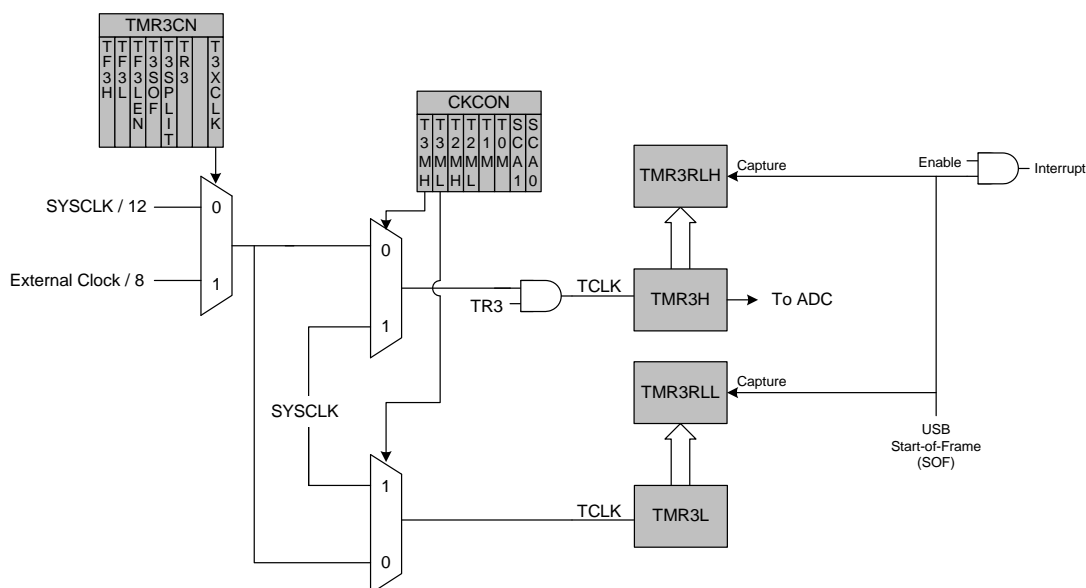 TMR3CN
TF3H
TF3L
TF3LEN
T3SOF
T3SPLIT
TR3
T3XCLK
CKCON
T3MH
T3ML
T2MH
T2ML
T1M
T0M
SCA1
SCA0
SYSCLK / 12
0
External Clock / 8
1
0
1
SYSCLK
1
0
TR3
TCLK
TMR3RLH
Capture
Enable
Interrupt
TMR3H
To ADC
TMR3RLL
Capture
USB
Start-of-Frame
(SOF)
TCLK
TMR3L